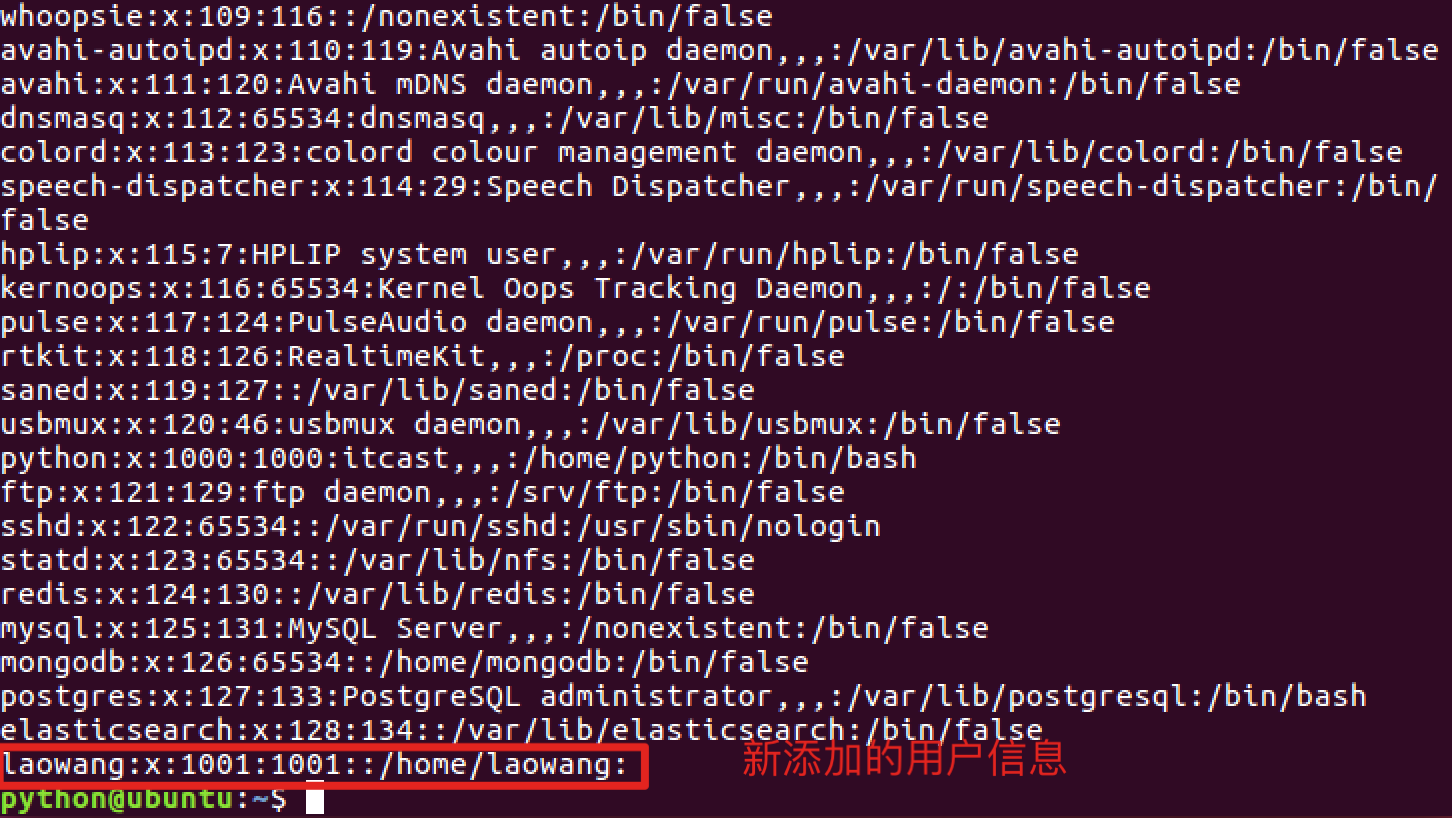 whoopsie:x:109:116::/nonexistent:/bin/false
avahi-autoipd:x:110:119:Avahi autoip daemon,,,:/var/lib/avahi-autoipd:/bin/false
avahi:x:111:120:Avahi mDNS daemon,,,:/var/run/avahi-daemon:/bin/false
dnsmasq:x:112:65534:dnsmasq,,,:/var/lib/misc:/bin/false
colord:x:113:123:colord colour management daemon,,,:/var/lib/colord:/bin/false
speech-dispatcher:x:114:29:Speech Dispatcher,,,:/var/run/speech-dispatcher:/bin/
false
hplip:x:115:7:HPLIP system user,,,:/var/run/hplip:/bin/false
kernoops:x:116:65534:Kernel Oops Tracking Daemon,,,:/:/bin/false
pulse:x:117:124:PulseAudio daemon,,,:/var/run/pulse:/bin/false
rtkit:x:118:126:RealtimeKit,,,:/proc:/bin/false
saned:x:119:127::/var/lib/saned:/bin/false
usbmux:x:120:46:usbmux daemon,,,:/var/lib/usbmux:/bin/false
python:x:1000:1000:itcast,,,:/home/python:/bin/bash
ftp:x:121:129:ftp daemon,,,:/srv/ftp:/bin/false
sshd:x:122:65534::/var/run/sshd:/usr/sbin/nologin
statd:x:123:65534::/var/lib/nfs:/bin/false
redis:x:124:130::/var/lib/redis:/bin/false
mysql:x:125:131:MySQL Server,,,:/nonexistent:/bin/false
mongodb:x:126:65534::/home/mongodb:/bin/false
postgres:x:127:133:PostgreSQL administrator,,,:/var/lib/postgresql:/bin/bash
elasticsearch:x:128:134::/var/lib/elasticsearch:/bin/false
laowang:x:1001:1001::/home/laowang: 新添加的用户信息
python@ubuntu:~$